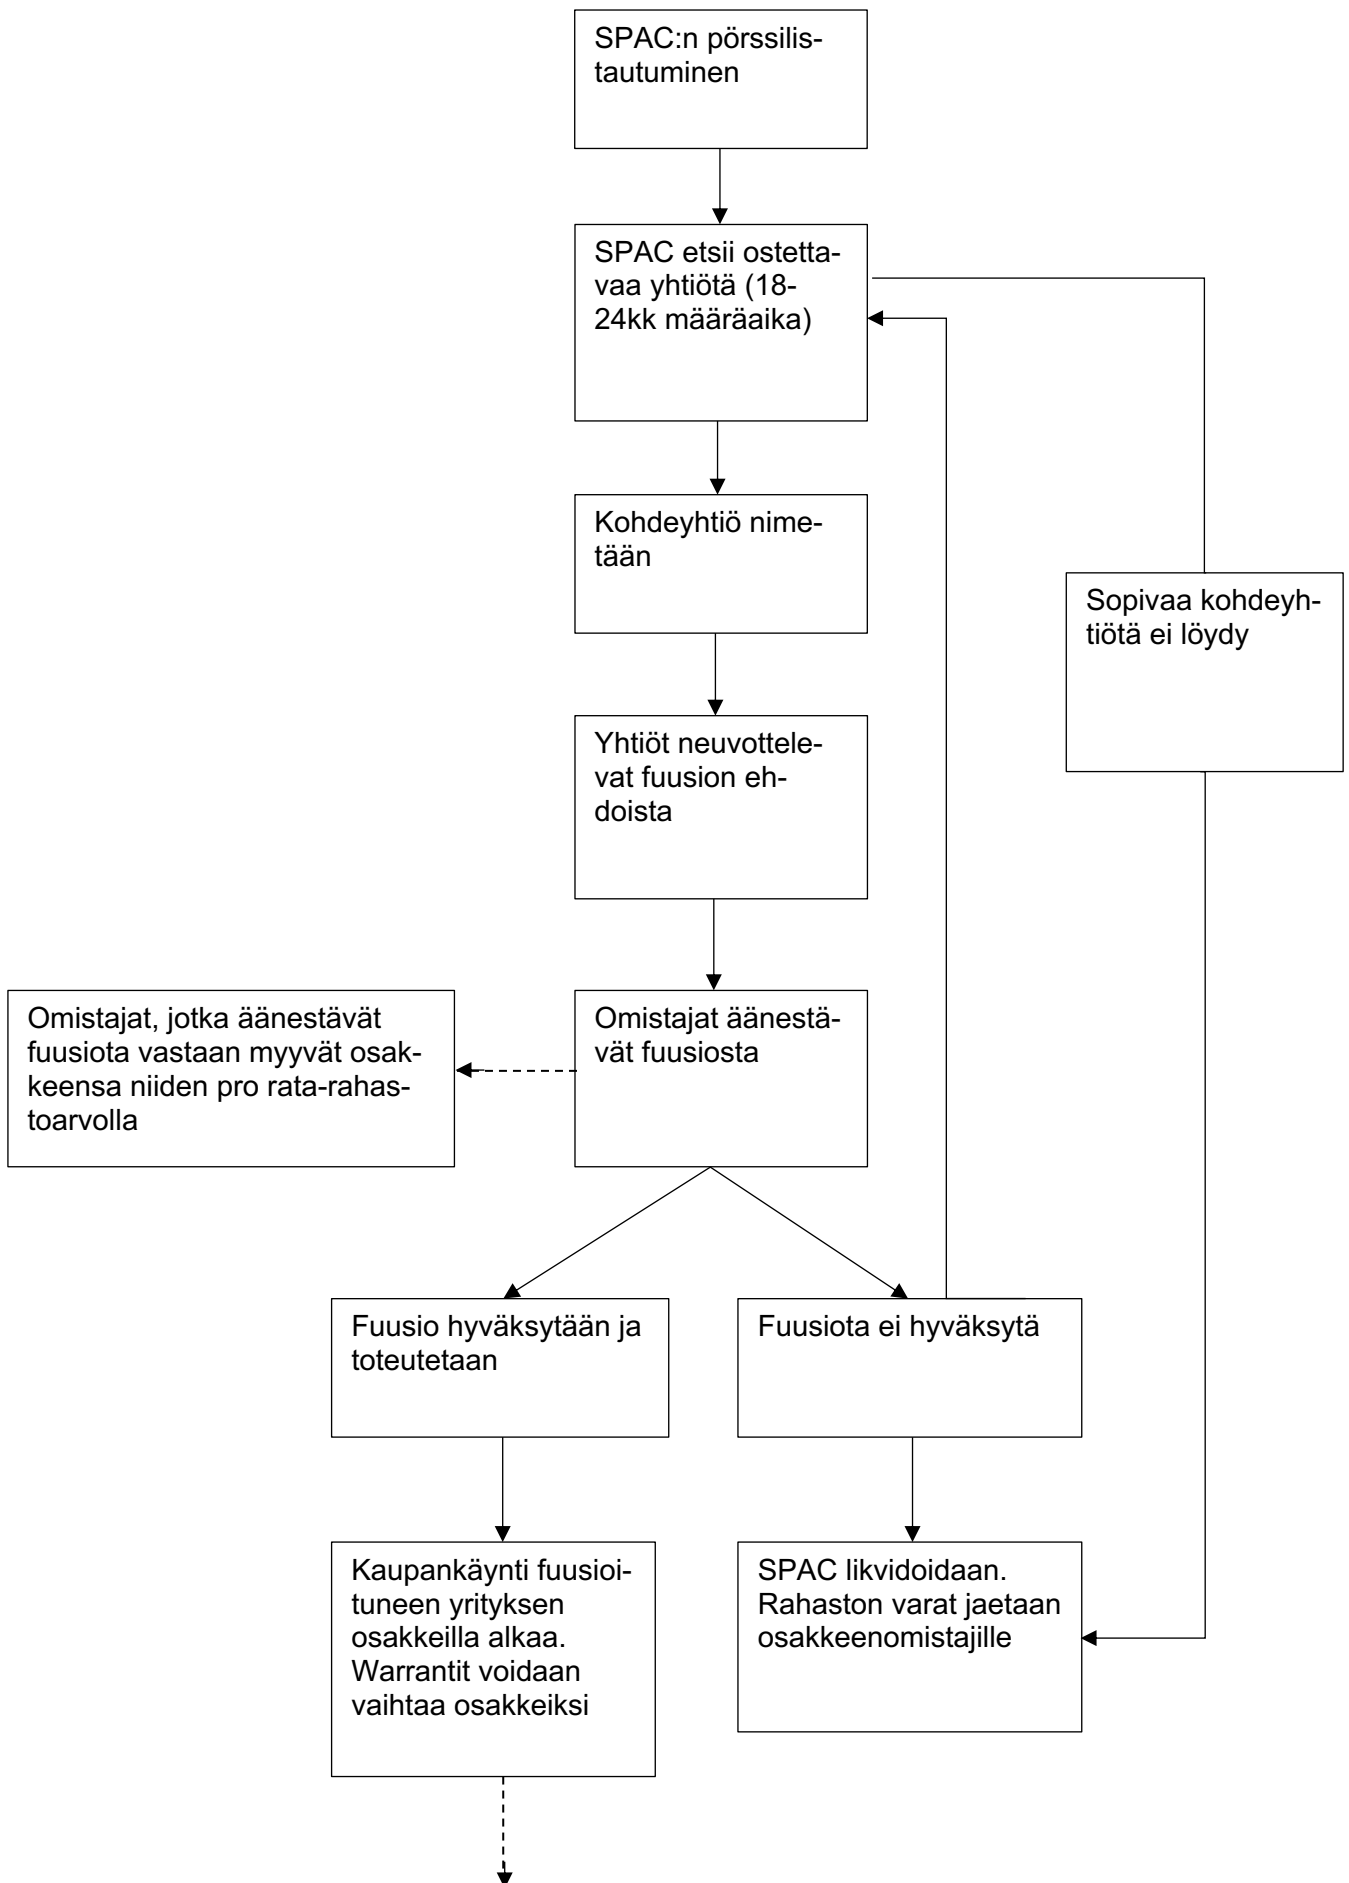 SPAC:n pörssilis-
tautuminen
SPAC etsii ostetta-
vaa yhtiötä (18-
24kk määräaika)
Kohdeyhtiö nime-
tään
Sopivaa kohdeyh-
tiötä ei löydy
Yhtiöt neuvottele-
vat fuusion eh-
doista
Omistajat, jotka äänestävät
fuusiota vastaan myyvät osak-
keensa niiden pro rata-rahas-
toarvolla
Omistajat äänestä-
vät fuusiosta
Fuusio hyväksytään ja
toteutetaan
Fuusiota ei hyväksytä
Kaupankäynti fuusioi-
tuneen yrityksen
osakkeilla alkaa.
Warrantit voidaan
vaihtaa osakkeiksi
SPAC likvidoidaan.
Rahaston varat jaetaan
osakkeenomistajille